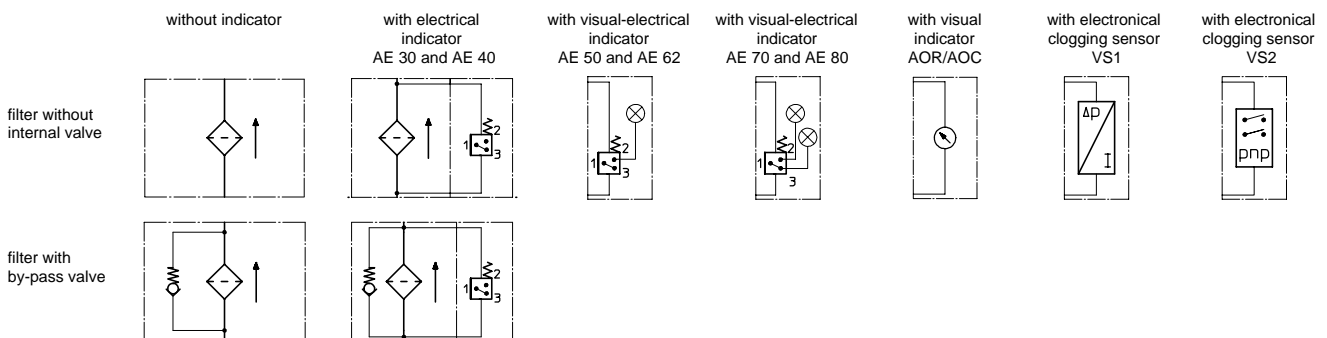 without indicator
with electrical
indicator
AE 30 and AE 40
with visual-electrical
indicator
AE 50 and AE 62
with visual-electrical
indicator
AE 70 and AE 80
with visual
indicator
AOR/AOC
with electronical
clogging sensor
VS1
with electronical
clogging sensor
VS2
filter without
internal valve
1
2
3
1
2
3
1
2
3
Δp
I
pnp
filter with
by-pass valve
1
2
3